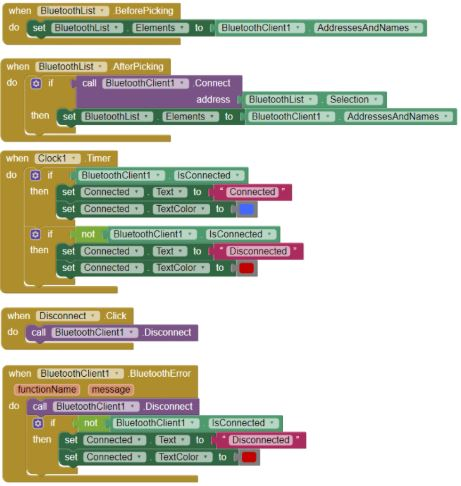 when BluetoothList .BeforePicking
do set BluetoothList . Elements to BluetoothClient1 . AddressesAndNames
when BluetoothList .AfterPicking
do if call BluetoothClient1 .Connect
address BluetoothList . Selection
then set BluetoothList . Elements to BluetoothClient1 . AddressesAndNames
when Clock1 .Timer
do if BluetoothClient1 . IsConnected
then set Connected . Text to " Connected "
set Connected . TextColor to
if not BluetoothClient1 . IsConnected
then set Connected . Text to " Disconnected "
set Connected . TextColor to
when Disconnect .Click
do call BluetoothClient1 .Disconnect
when BluetoothClient1 .BluetoothError
functionName message
do call BluetoothClient1 .Disconnect
if not BluetoothClient1 . IsConnected
then set Connected . Text to " Disconnected "
set Connected . TextColor to